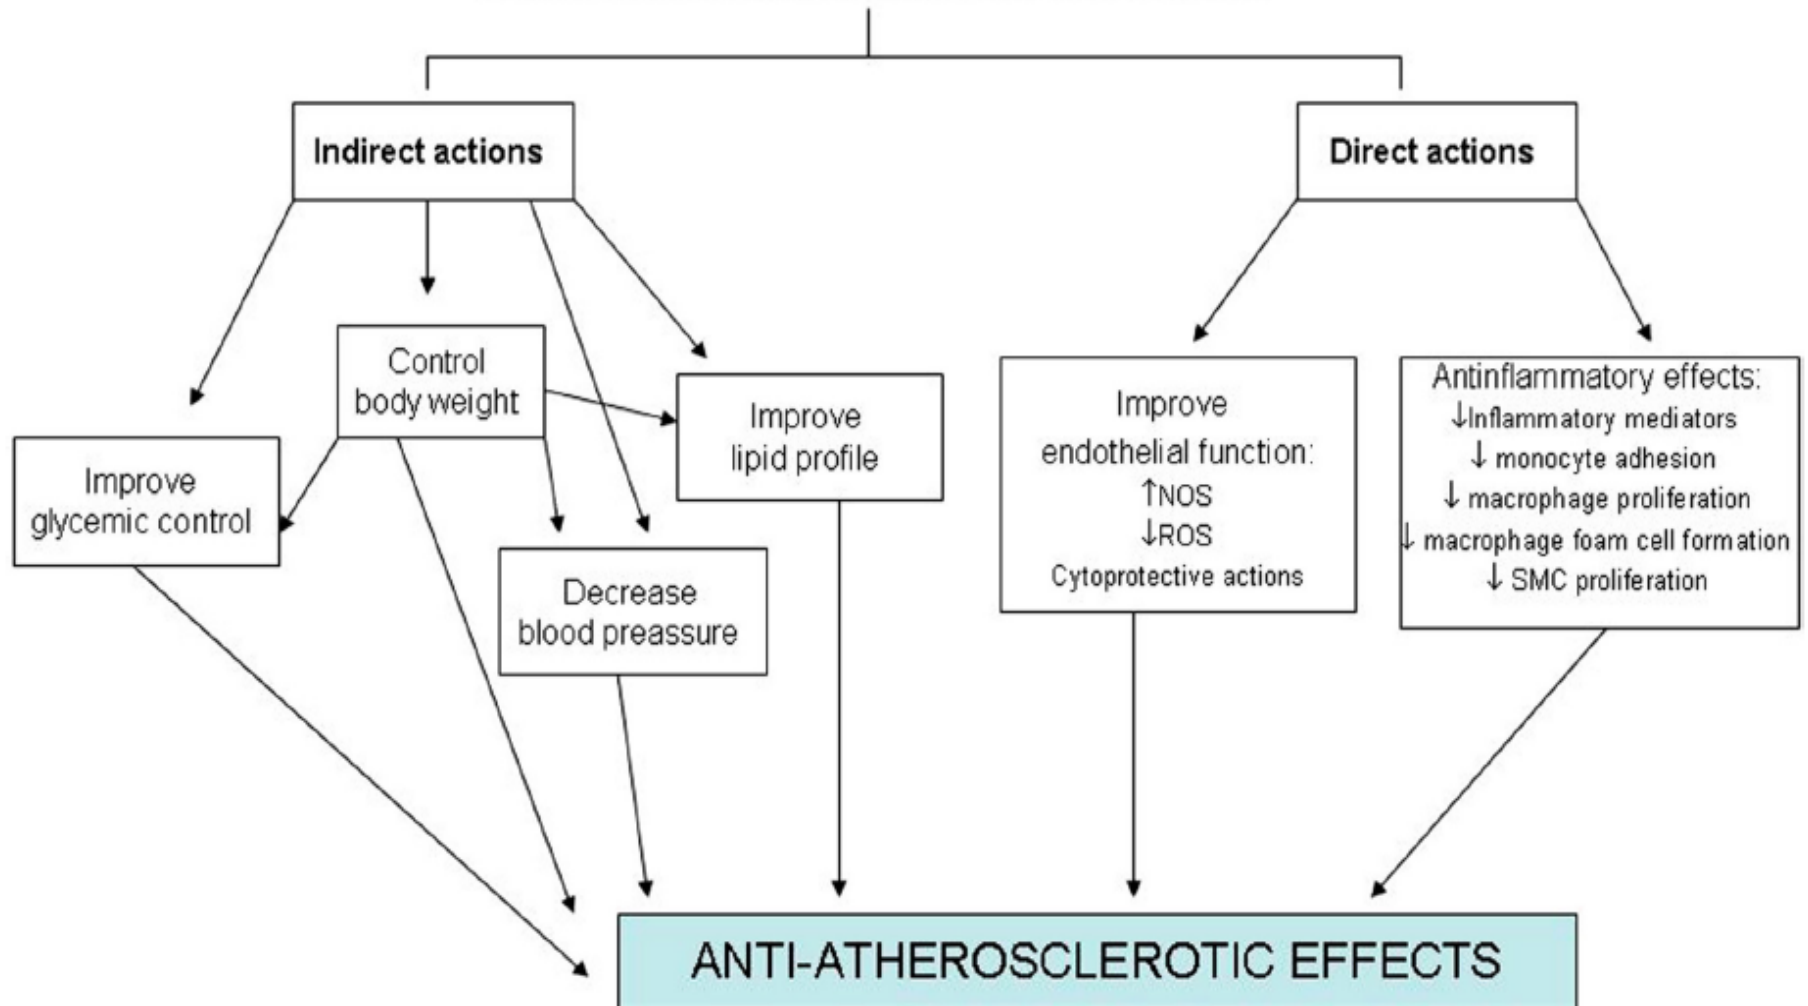 Indirect actions
Direct actions
Control
body weight
Improve
lipid profile
Improve
glycemic control
Decrease
blood preassure
Improve
endothelial function:
↑NOS
↓ROS
Cytoprotective actions
Antinflammatory effects:
↓Inflammatory mediators
↓ monocyte adhesion
↓ macrophage proliferation
↓ macrophage foam cell formation
↓ SMC proliferation
ANTI-ATHEROSCLEROTIC EFFECTS